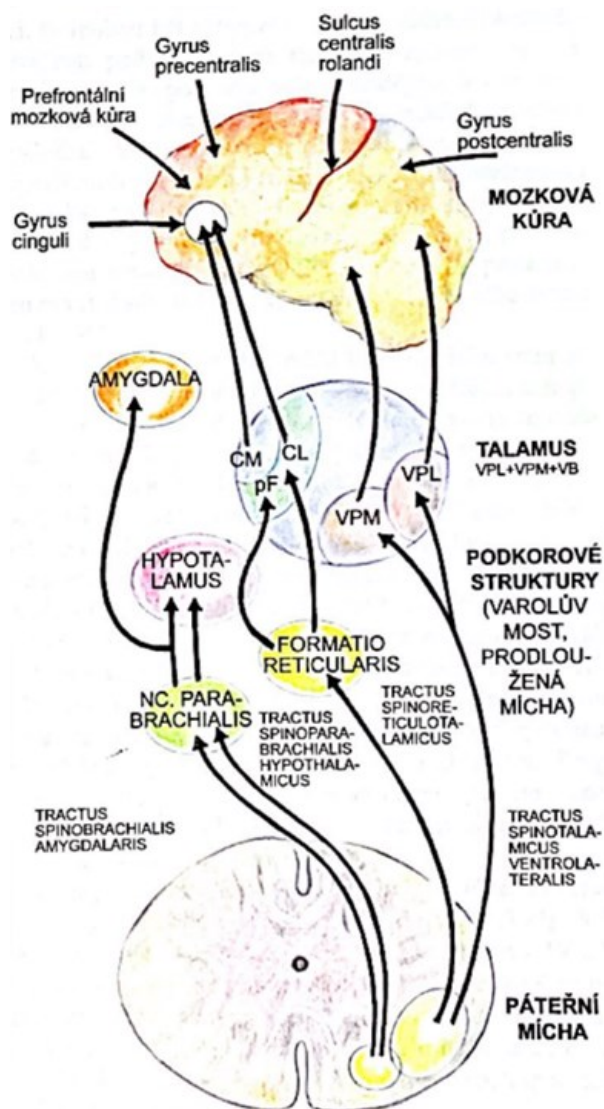 Gyrus
precentralis
Sulcus
centralis
rolandi
Prefrontální
mozková kůra
Gyrus
postcentralis
MOZKOVÁ
KŮRA
Gyrus
cinguli
AMYGDALA
CM
CL
pF
VPL
VPM
TALAMUS
VPL+VPM+VB
HYPOTA-
LAMUS
PODKOROVÉ
STRUKTURY
(VAROLŮV
MOST,
PRODLOU-
ŽENÁ
MÍCHA)
FORMATIO
RETICULARIS
NC. PARA-
BRACHIALIS
TRACTUS
SPINOPARA-
BRACHIALIS
HYPOTHALA-
MICUS
TRACTUS
SPINORE-
TICULOTA-
LAMICUS
TRACTUS
SPINOBRACHIALIS
AMYGDALARIS
TRACTUS
SPINOTALA-
MICUS
VENTROLA-
TERALIS
PÁTEŘNÍ
MÍCHA